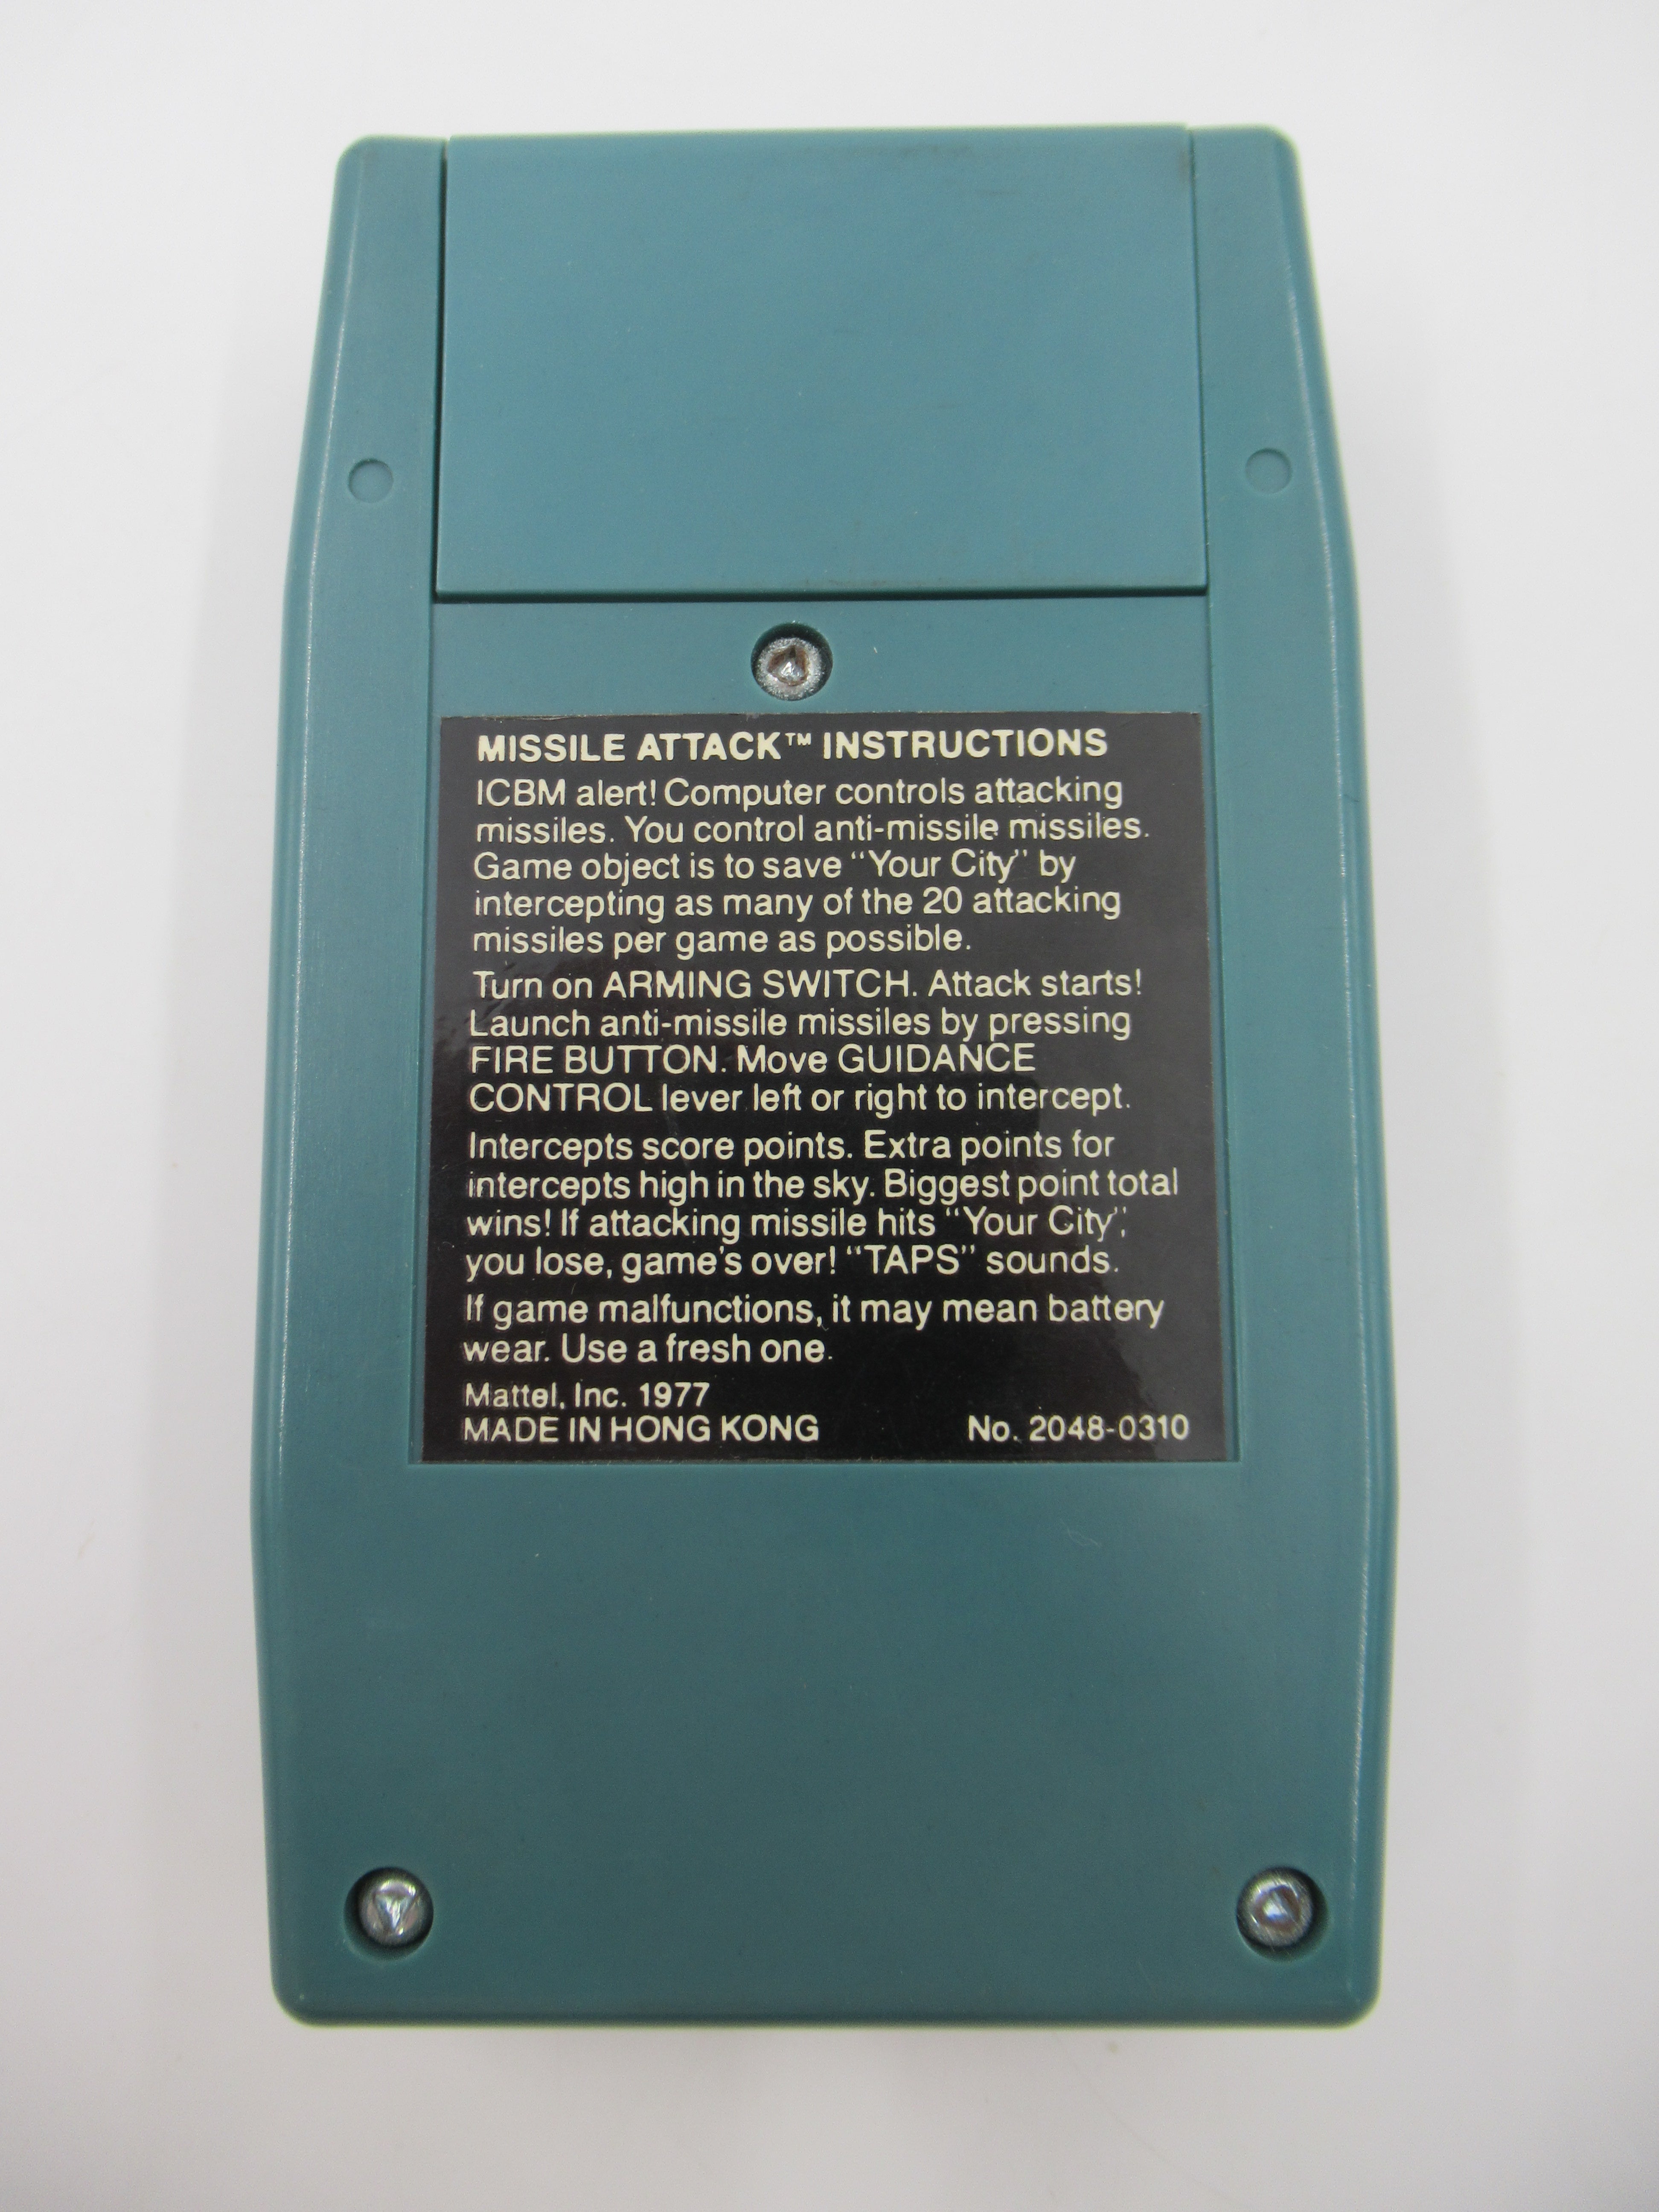 MISSILE ATTACK™ INSTRUCTIONS
ICBM alert! Computer controls attacking
missiles. You control anti-missile missiles.
Game object is to save “Your City” by
intercepting as many of the 20 attacking
missiles per game as possible.
Turn on ARMING SWITCH. Attack starts!
Launch anti-missile missiles by pressing
FIRE BUTTON. Move GUIDANCE
CONTROL lever left or right to intercept.
Intercepts score points. Extra points for
intercepts high in the sky. Biggest point total
wins! If attacking missile hits “Your City”,
you lose, game's over! “TAPS” sounds.
If game malfunctions, it may mean battery
wear. Use a fresh one.
Mattel, Inc. 1977
MADE IN HONG KONG No. 2048-0310